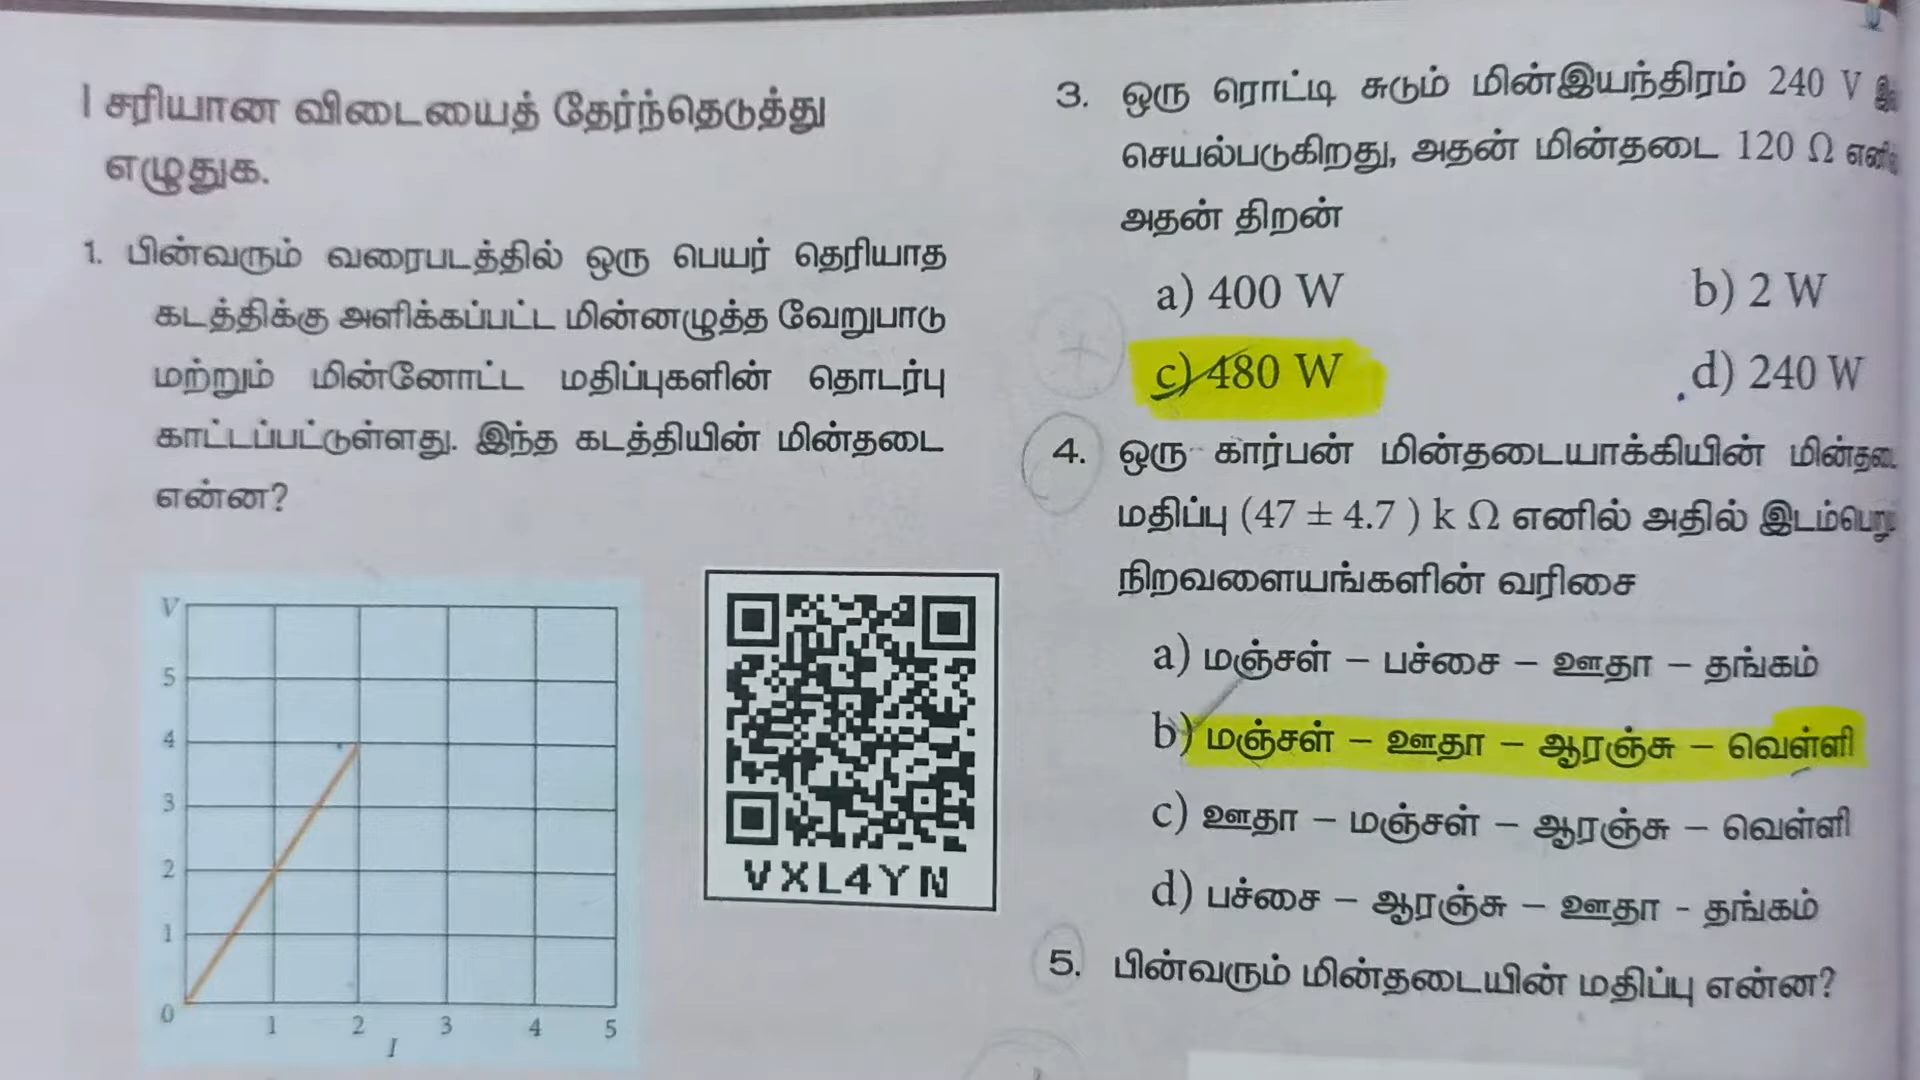 I சரியான விடையைத் தேர்ந்தெடுத்து
எழுதுக.
1. பின்வரும் வரைபடத்தில் ஒரு பெயர் தெரியாத
கடத்திக்கு அளிக்கப்பட்ட மின்னழுத்த வேறுபாடு
மற்றும் மின்னோட்ட மதிப்புகளின் தொடர்பு
காட்டப்பட்டுள்ளது. இந்த கடத்தியின் மின்தடை
என்ன?
V
5
4
3
2
1
0
1 2 3 4 5
I
VXL4YN
3. ஒரு ரொட்டி சுடும் மின்இயந்திரம் 240 V
செயல்படுகிறது, அதன் மின்தடை 120 Ω
அதன் திறன்
a) 400 W b) 2 W
c) 480 W d) 240 W
4. ஒரு கார்பன் மின்தடையாக்கியின்
மதிப்பு (47 ± 4.7 ) k Ω எனில் அதில்
நிறவளையங்களின் வரிசை
a) மஞ்சள் – பச்சை – ஊதா – தங்கம்
b) மஞ்சள் – ஊதா – ஆரஞ்சு – வெள்ளி
c) ஊதா – மஞ்சள் – ஆரஞ்சு – வெள்ளி
d) பச்சை – ஆரஞ்சு – ஊதா - தங்கம்
5. பின்வரும் மின்தடையின் மதிப்பு என்ன?